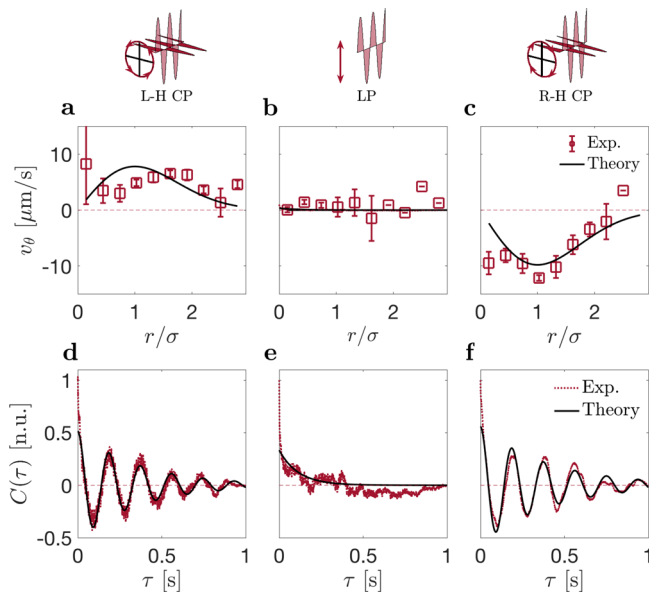 L-H CP
LP
R-H CP
a
b
c
v_θ [μm/s]
10
0
-10
Exp.
Theory
0
1
2
0
1
2
0
1
2
r/σ
r/σ
r/σ
d
e
f
C(τ) [n.u.]
1
0.5
0
-0.5
Exp.
Theory
0
0.5
1
0
0.5
1
0
0.5
1
τ [s]
τ [s]
τ [s]